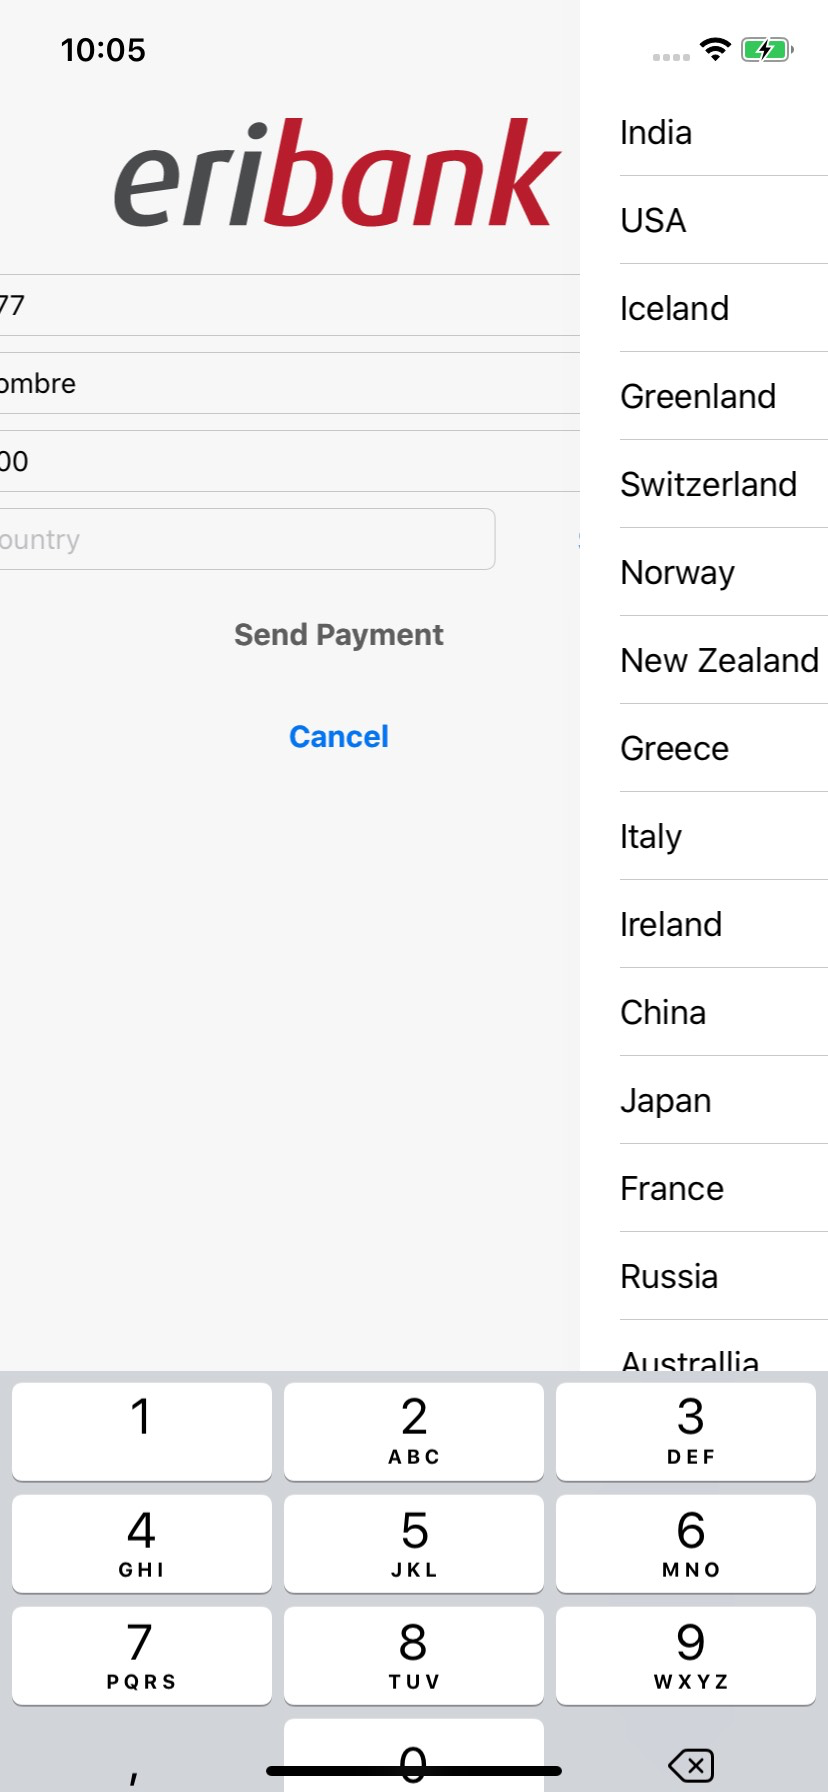 10:05
eribank
77
ombre
00
ountry
Send Payment
Cancel
India
USA
Iceland
Greenland
Switzerland
Norway
New Zealand
Greece
Italy
Ireland
China
Japan
France
Russia
Australlia
1
2
ABC
3
DEF
4
GHI
5
JKL
6
MNO
7
PQRS
8
TUV
9
WXYZ
,
0